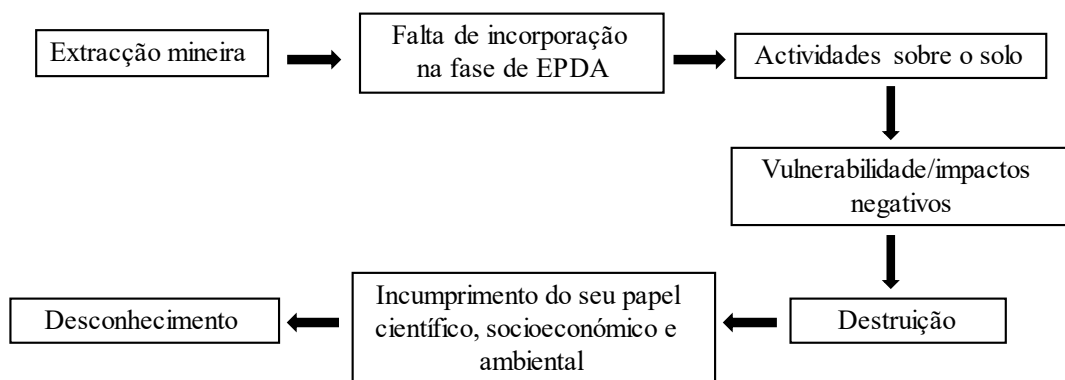 Extracção mineira
Falta de incorporação
na fase de EPDA
Actividades sobre o solo
Vulnerabilidade/impactos
negativos
Destruição
Incumprimento do seu papel
científico, socioeconómico e
ambiental
Desconhecimento